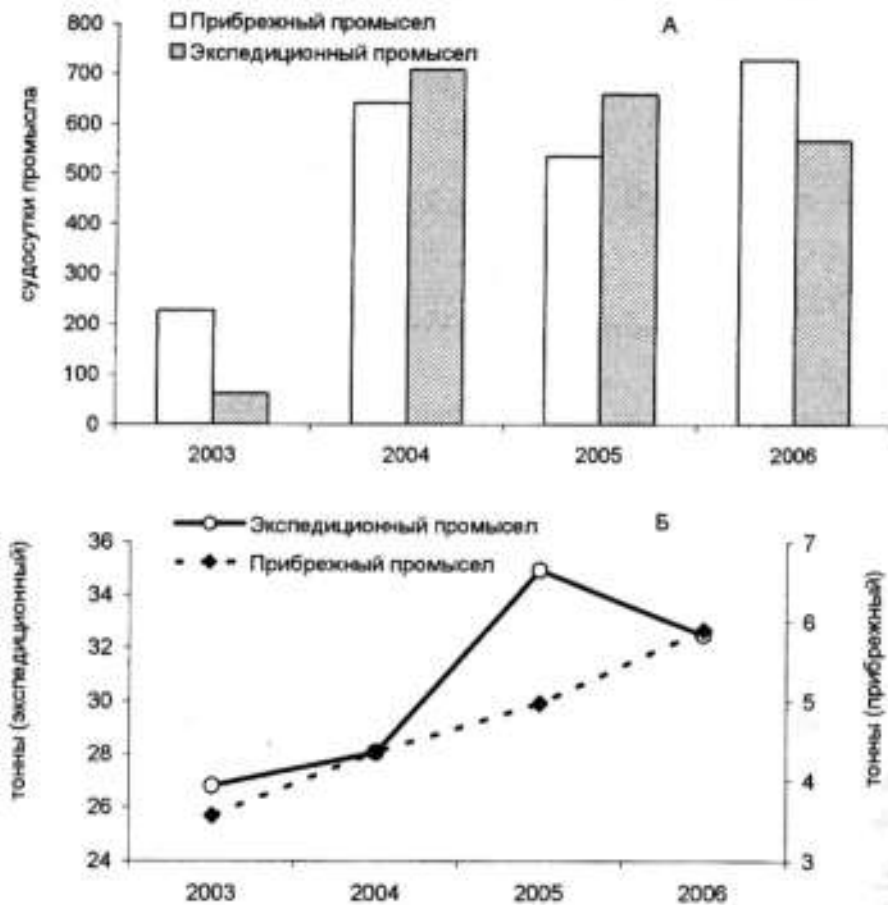 800
700
600
500
400
300
200
100
0
судосутки промысла
Прибрежный промысел
Экспедиционный промысел
А
2003 2004 2005 2006
Экспедиционный промысел
Прибрежный промысел
Б
36
34
32
30
28
26
24
тонны (экспедиционный)
7
6
5
4
3
тонны (прибрежный)
2003 2004 2005 2006